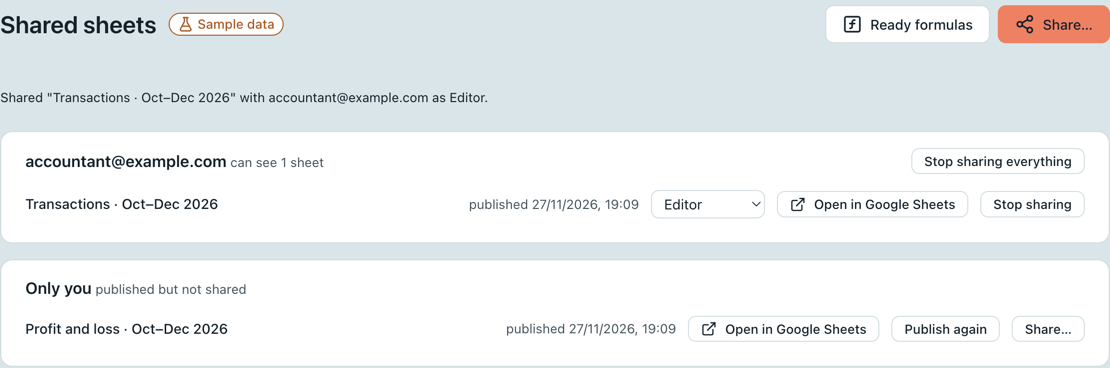 Shared sheets
Sample data
Ready formulas
Share...
Shared "Transactions · Oct–Dec 2026" with accountant@example.com as Editor.
accountant@example.com can see 1 sheet
Stop sharing everything
Transactions · Oct–Dec 2026
published 27/11/2026, 19:09
Editor
Open in Google Sheets
Stop sharing
Only you published but not shared
Profit and loss · Oct–Dec 2026
published 27/11/2026, 19:09
Open in Google Sheets
Publish again
Share...